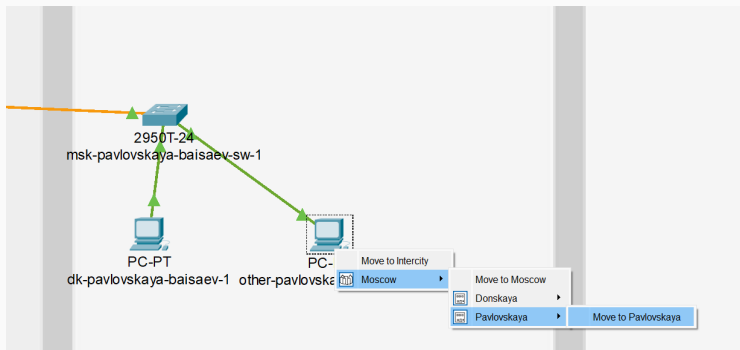 2950T-24
msk-pavlovskaya-baisaev-sw-1
PC-PT
dk-pavlovskaya-baisaev-1
PC-
other-pavlovska
Move to Intercity
Moscow
Move to Moscow
Donskaya
Pavlovskaya
Move to Pavlovskaya